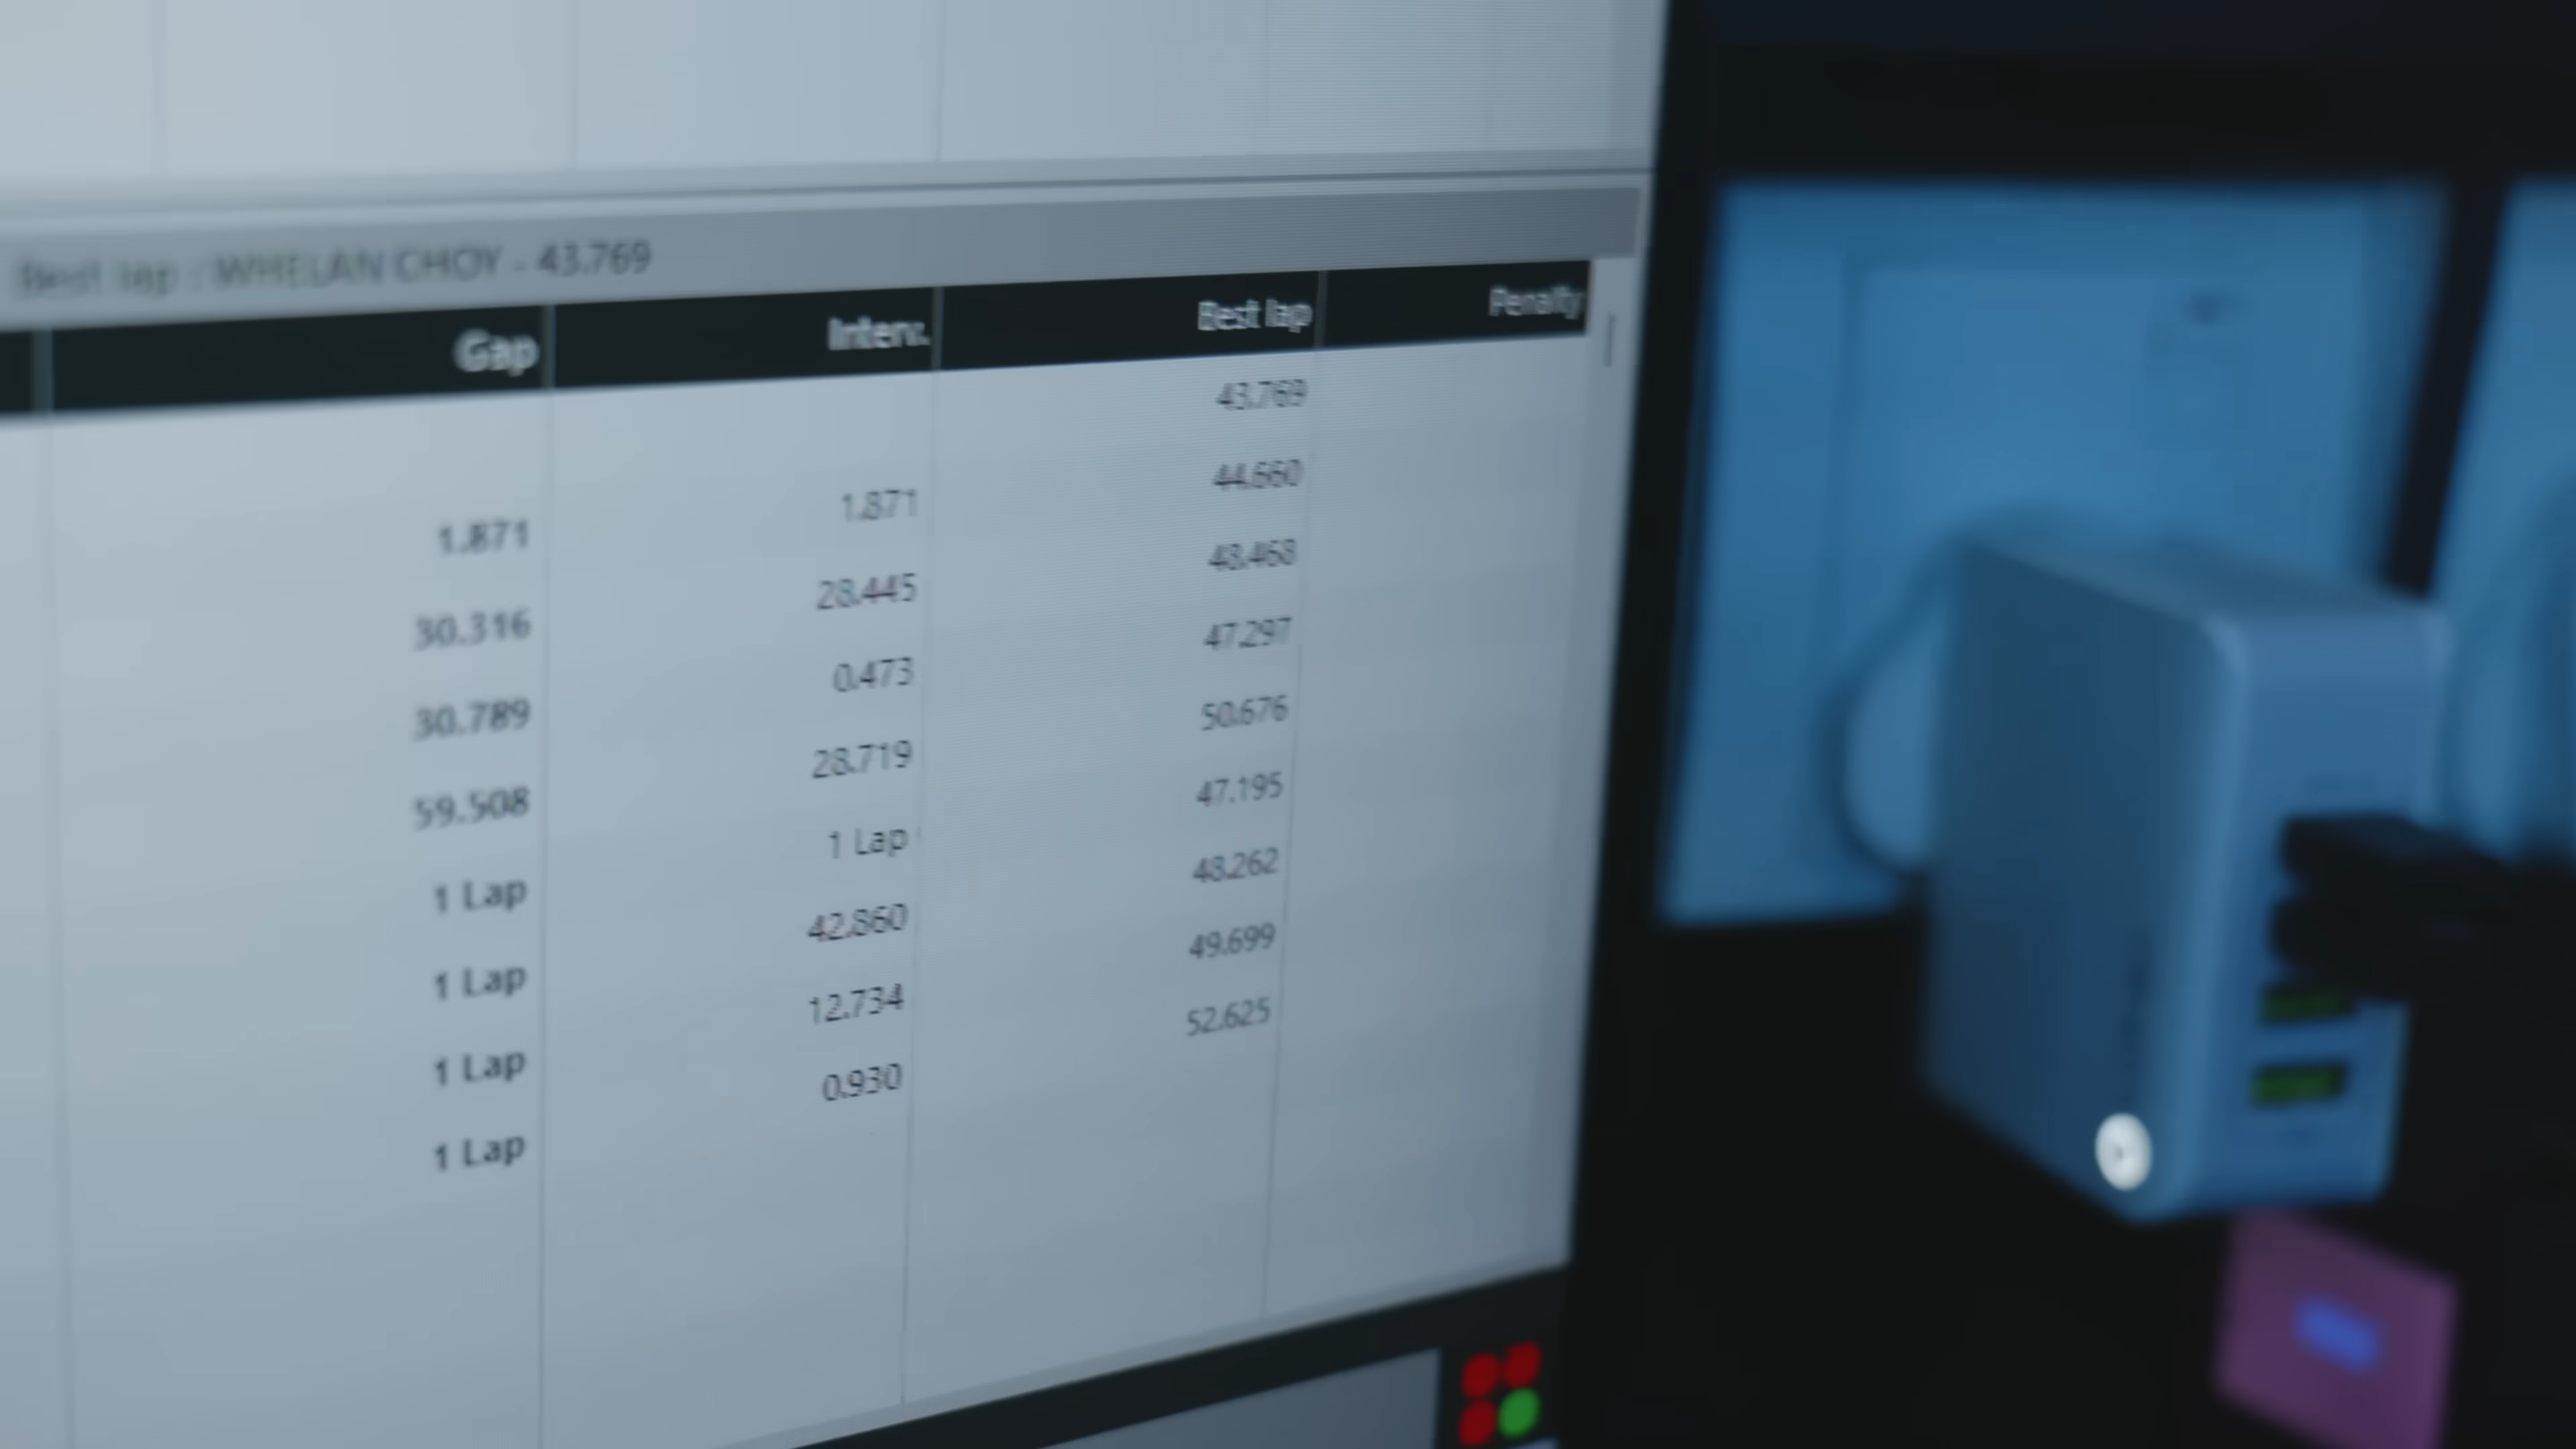 Best lap : WHELAN CHOY - 43.769
Gap Interv. Best lap Penalty
43.769
1.871 1.871 44.660
30.316 28.445 48.468
30.789 0.473 47.297
59.508 28.719 50.676
1 Lap 1 Lap 47.195
1 Lap 42.860 48.262
1 Lap 12.734 49.699
1 Lap 0.930 52.625